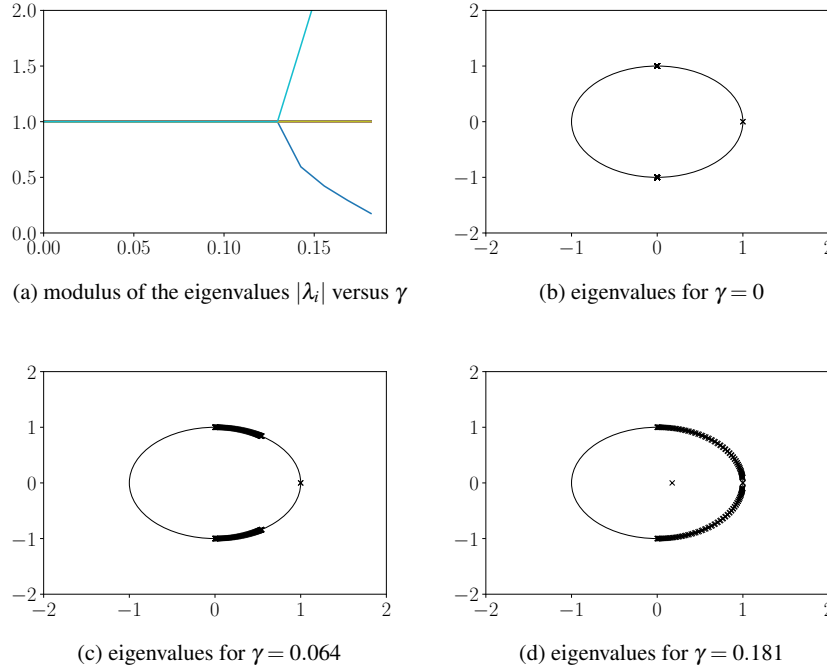 2.0
1.5
1.0
0.5
0.0
0.00 0.05 0.10 0.15
(a) modulus of the eigenvalues |λi| versus γ
2
1
0
−1
−2
−2 −1 0 1 2
(b) eigenvalues for γ = 0
2
1
0
−1
−2
−2 −1 0 1 2
(c) eigenvalues for γ = 0.064
2
1
0
−1
−2
−2 −1 0 1 2
(d) eigenvalues for γ = 0.181